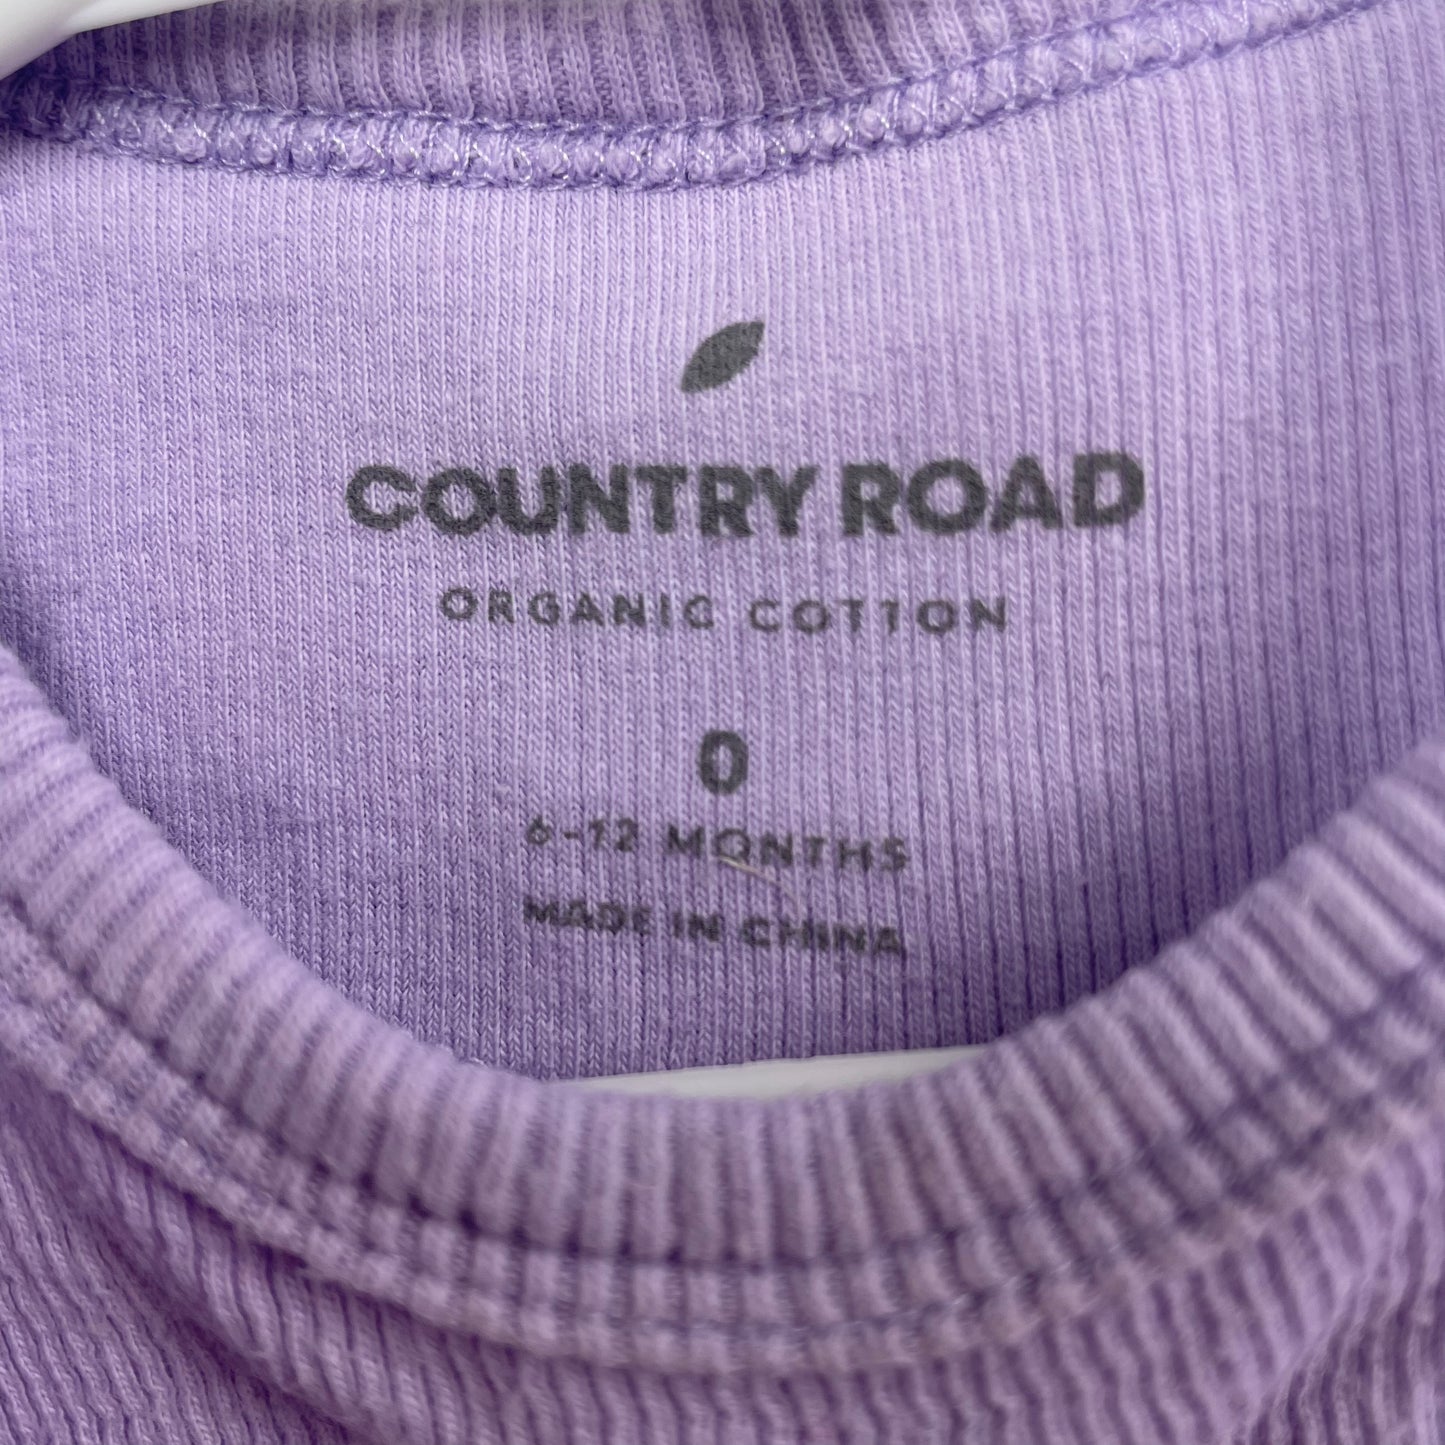 COUNTRY ROAD
ORGANIC COTTON
0
6-12 MONTHS
MADE IN CHINA